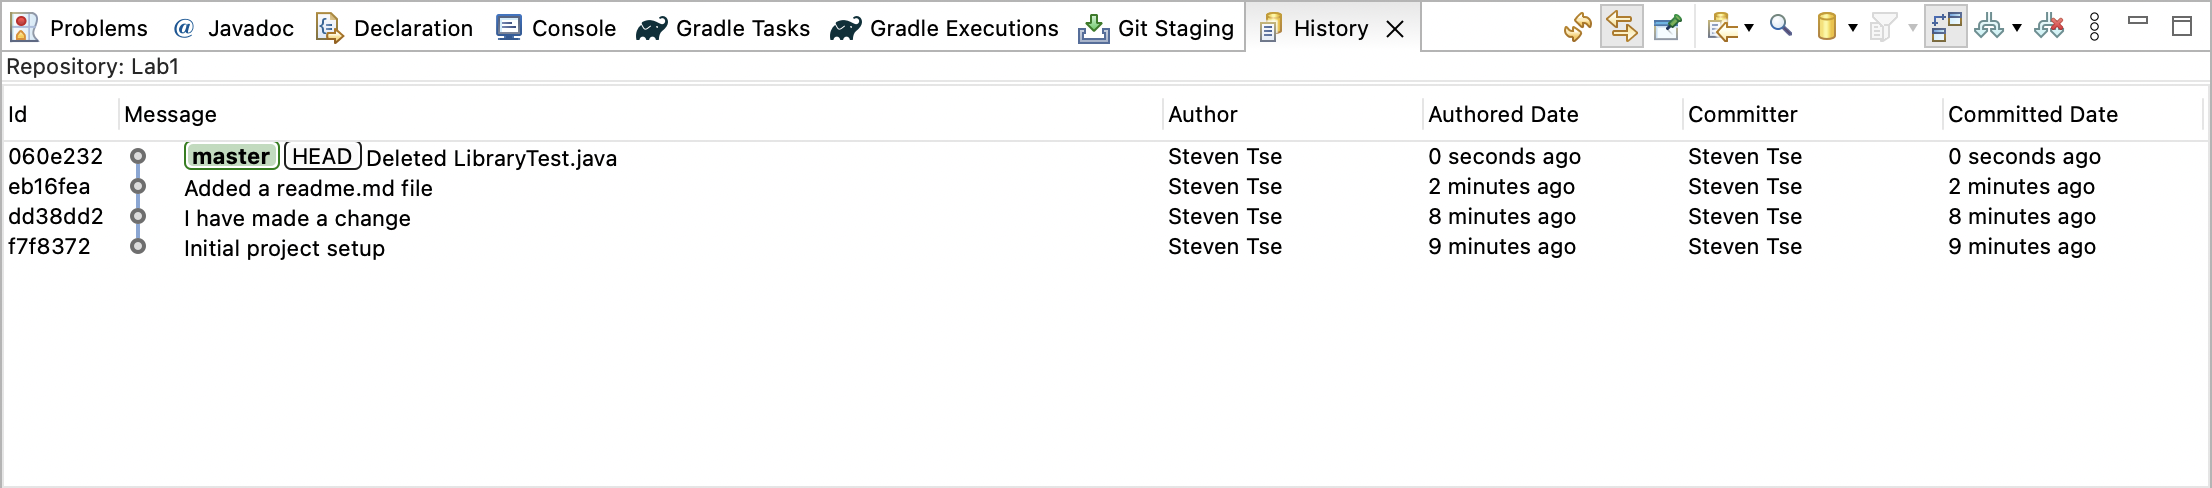 Problems @ Javadoc Declaration Console Gradle Tasks Gradle Executions Git Staging History
Repository: Lab1
Id Message Author Authored Date Committer Committed Date
060e232 master HEAD Deleted LibraryTest.java Steven Tse 0 seconds ago Steven Tse 0 seconds ago
eb16fea Added a readme.md file Steven Tse 2 minutes ago Steven Tse 2 minutes ago
dd38dd2 I have made a change Steven Tse 8 minutes ago Steven Tse 8 minutes ago
f7f8372 Initial project setup Steven Tse 9 minutes ago Steven Tse 9 minutes ago